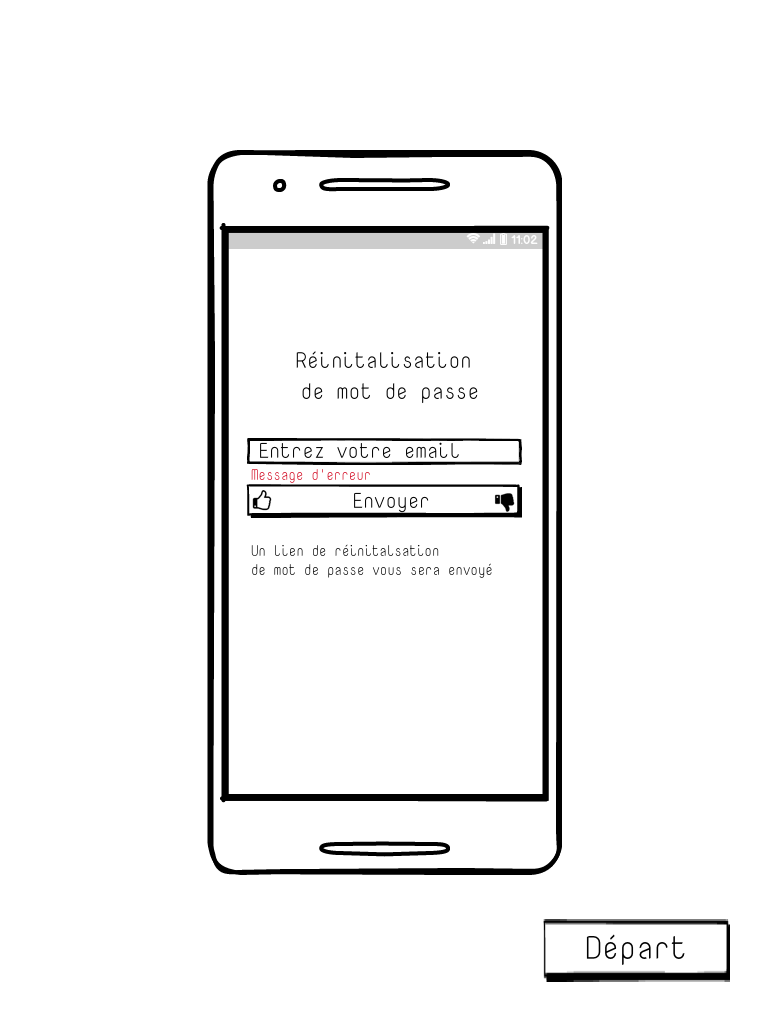 11:02
Réinitalisation
de mot de passe
Entrez votre email
Message d'erreur
Envoyer
Un lien de réinitalsation
de mot de passe vous sera envoyé
Départ